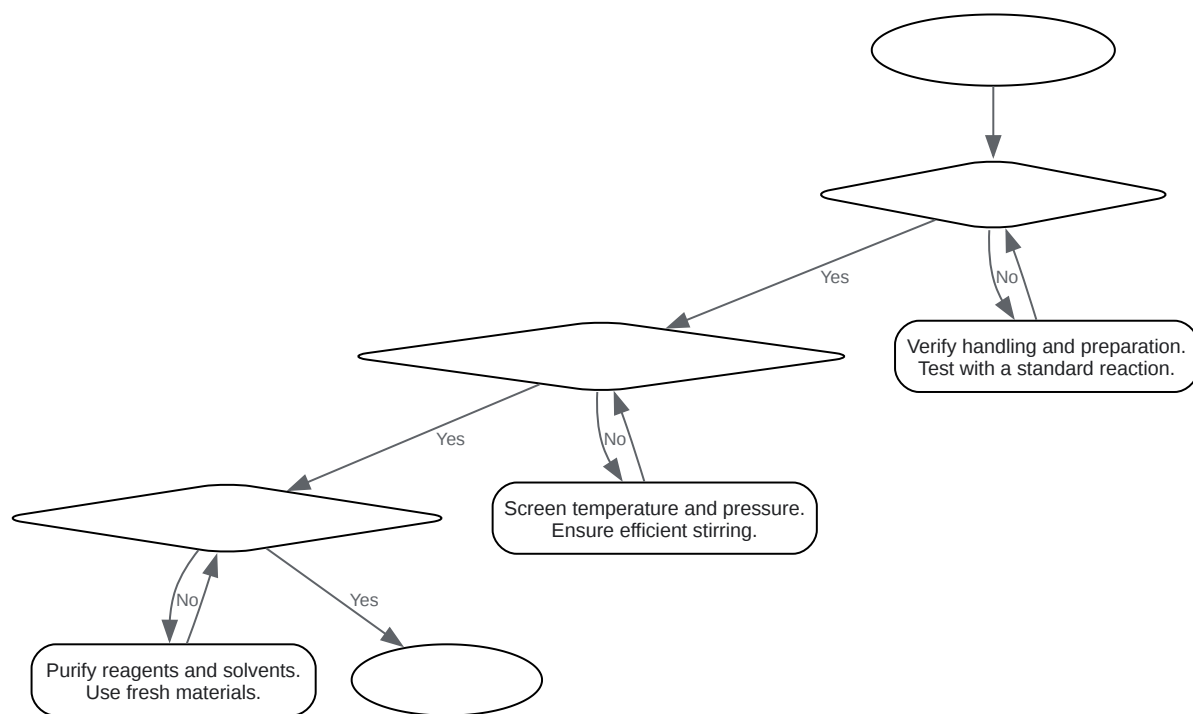 Yes
No
Verify handling and preparation.
Test with a standard reaction.
Yes
No
Screen temperature and pressure.
Ensure efficient stirring.
No
Yes
Purify reagents and solvents.
Use fresh materials.